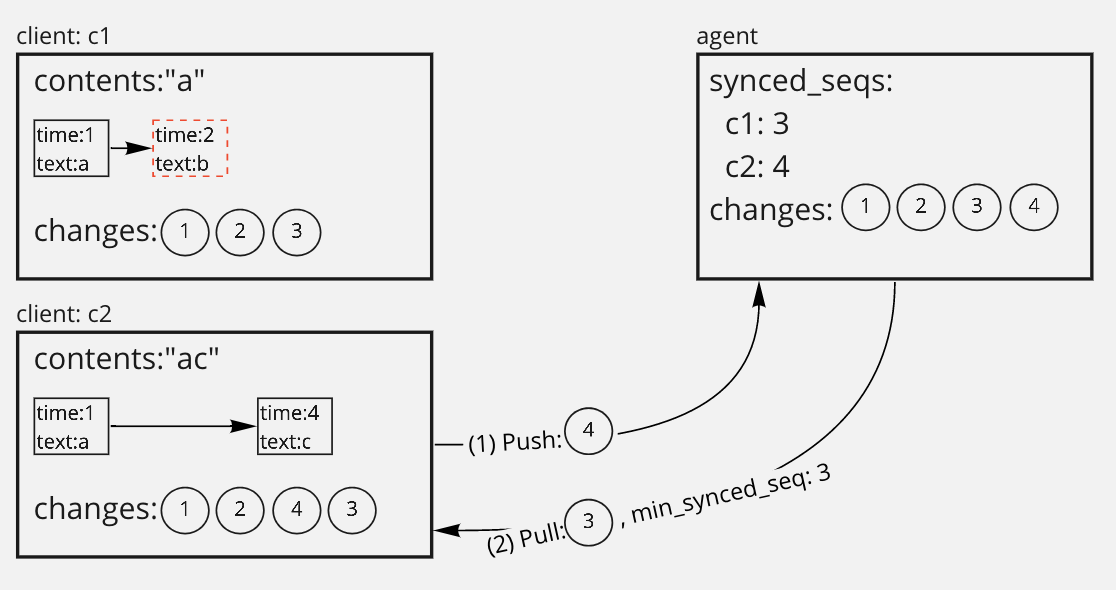 client: c1
contents:"a"
time:1
text:a
time:2
text:b
changes: 1 2 3
agent
synced_seqs:
c1: 3
c2: 4
changes: 1 2 3 4
client: c2
contents:"ac"
time:1
text:a
time:4
text:c
changes: 1 2 4 3
(1) Push: 4
(2) Pull: 3 , min_synced_seq: 3